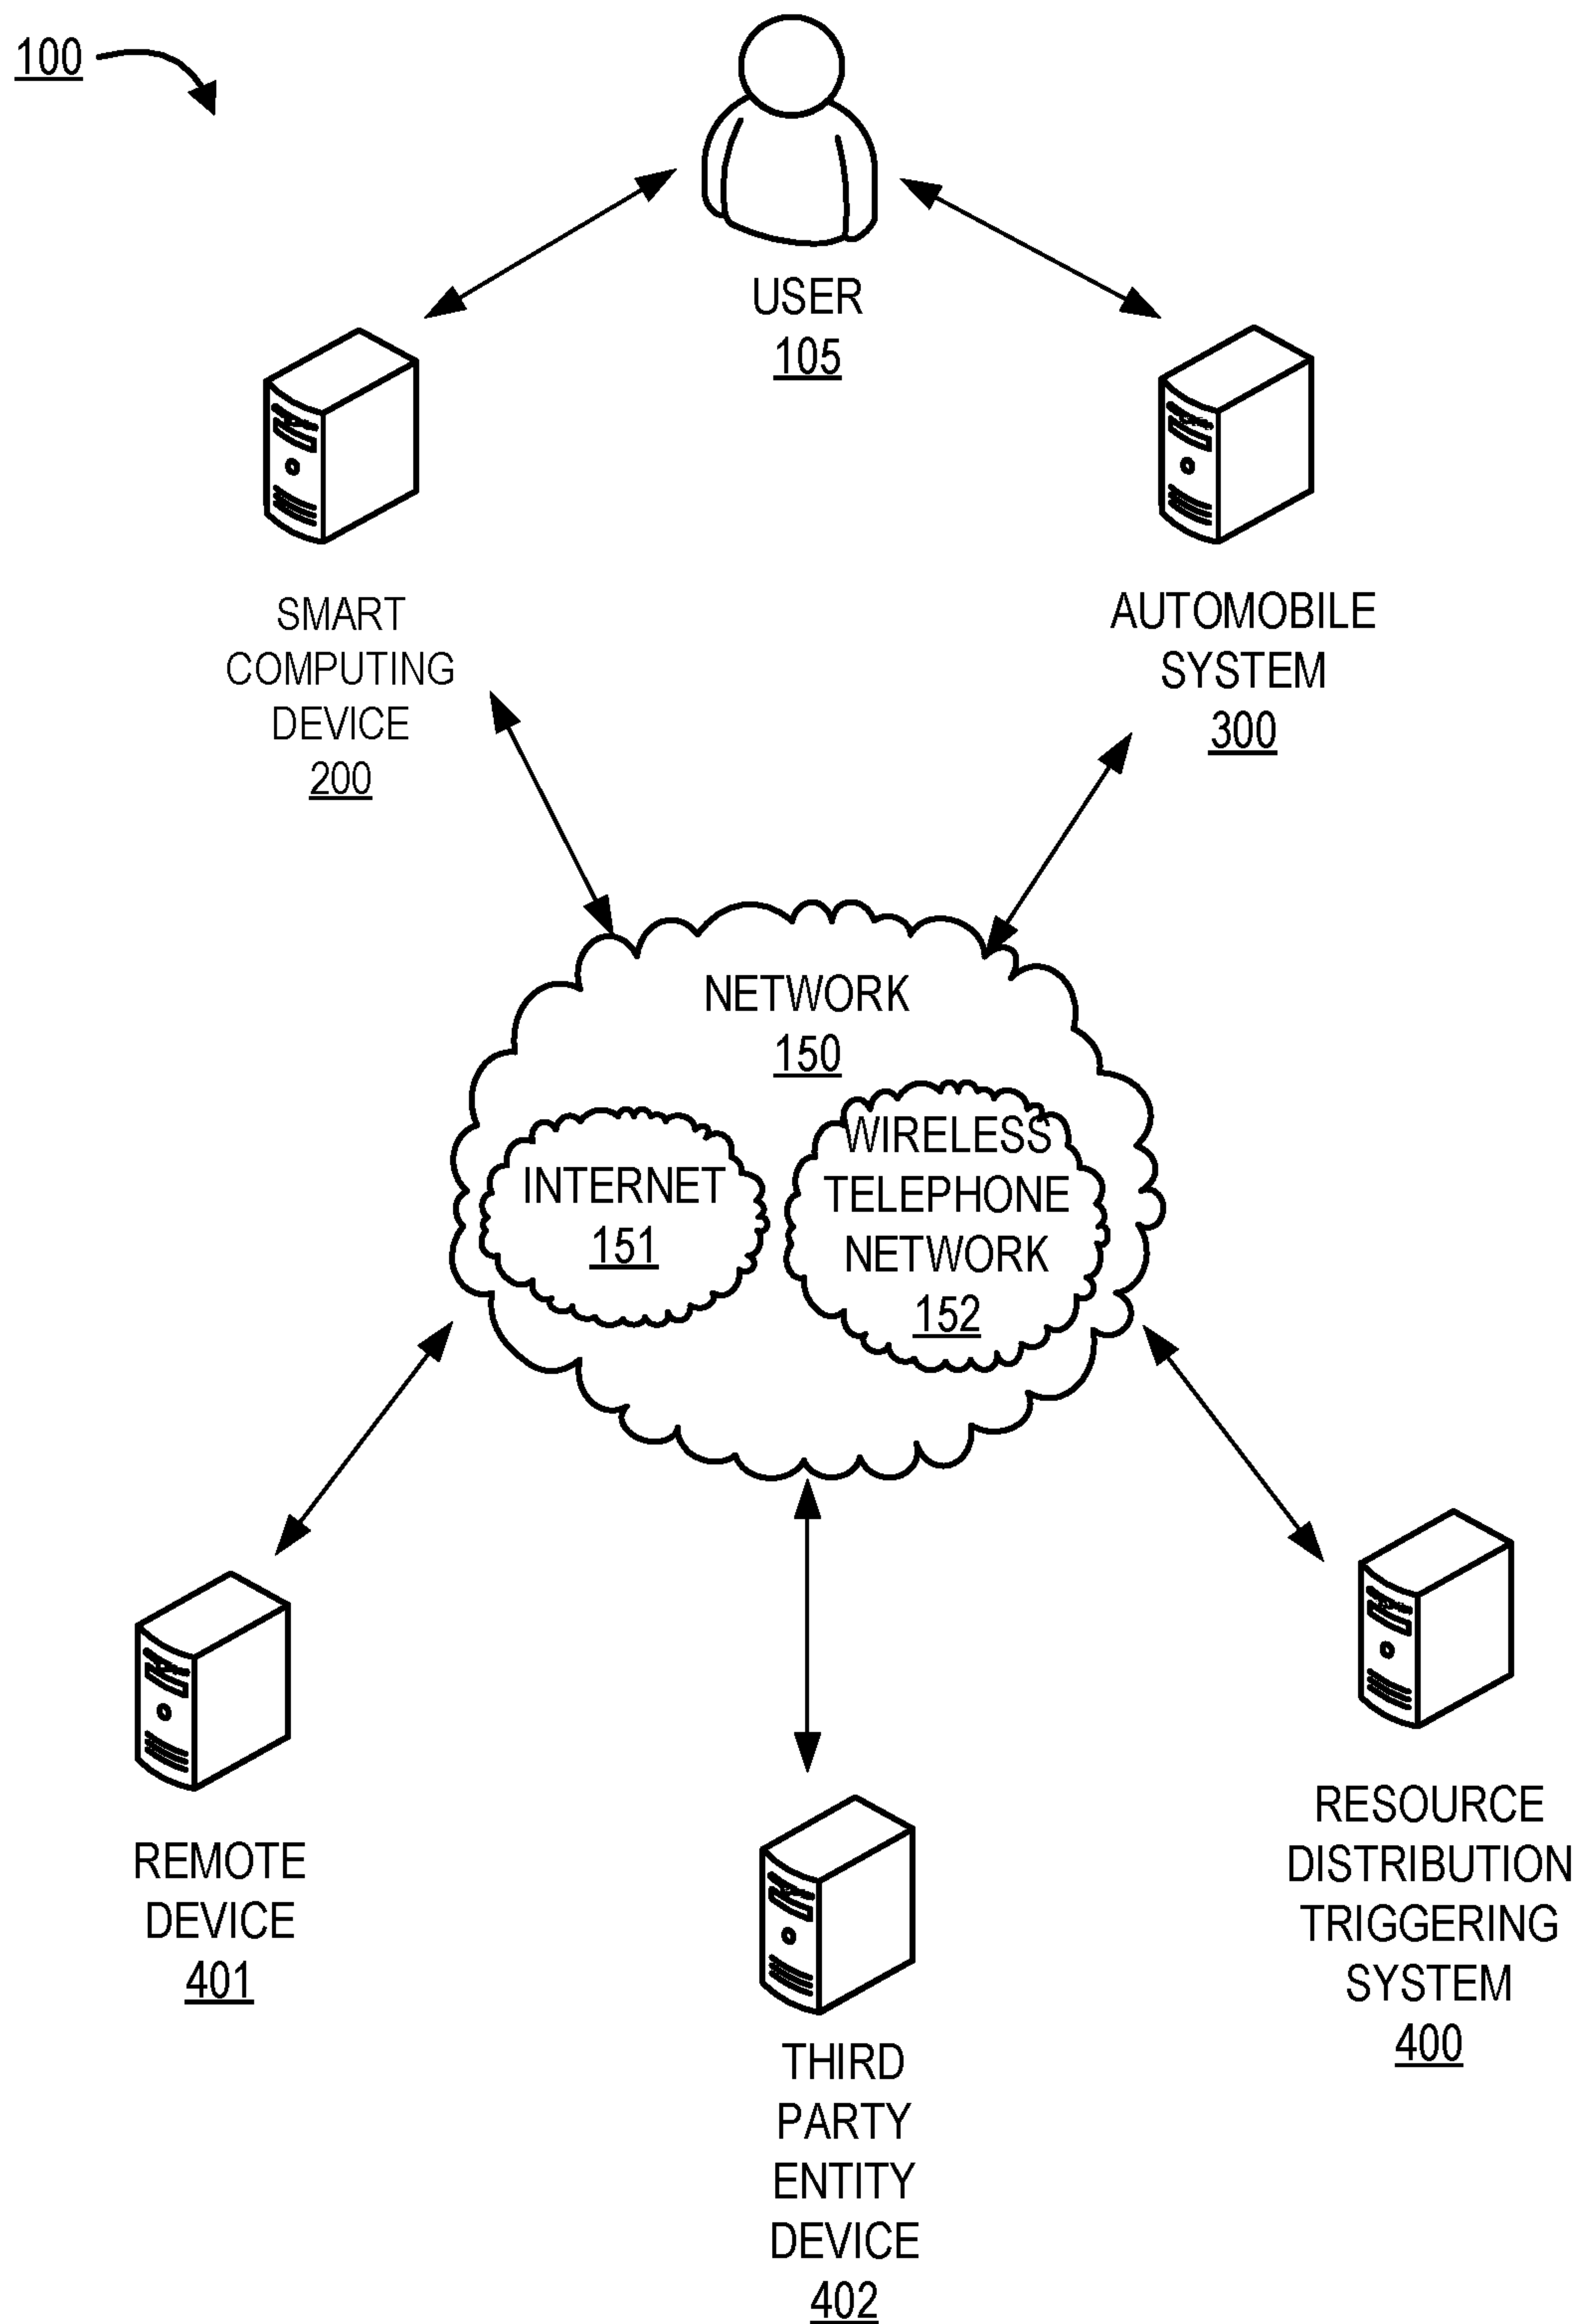 100
USER
105
SMART
COMPUTING
DEVICE
200
AUTOMOBILE
SYSTEM
300
NETWORK
150
INTERNET
151
WIRELESS
TELEPHONE
NETWORK
152
REMOTE
DEVICE
401
THIRD
PARTY
ENTITY
DEVICE
402
RESOURCE
DISTRIBUTION
TRIGGERING
SYSTEM
400